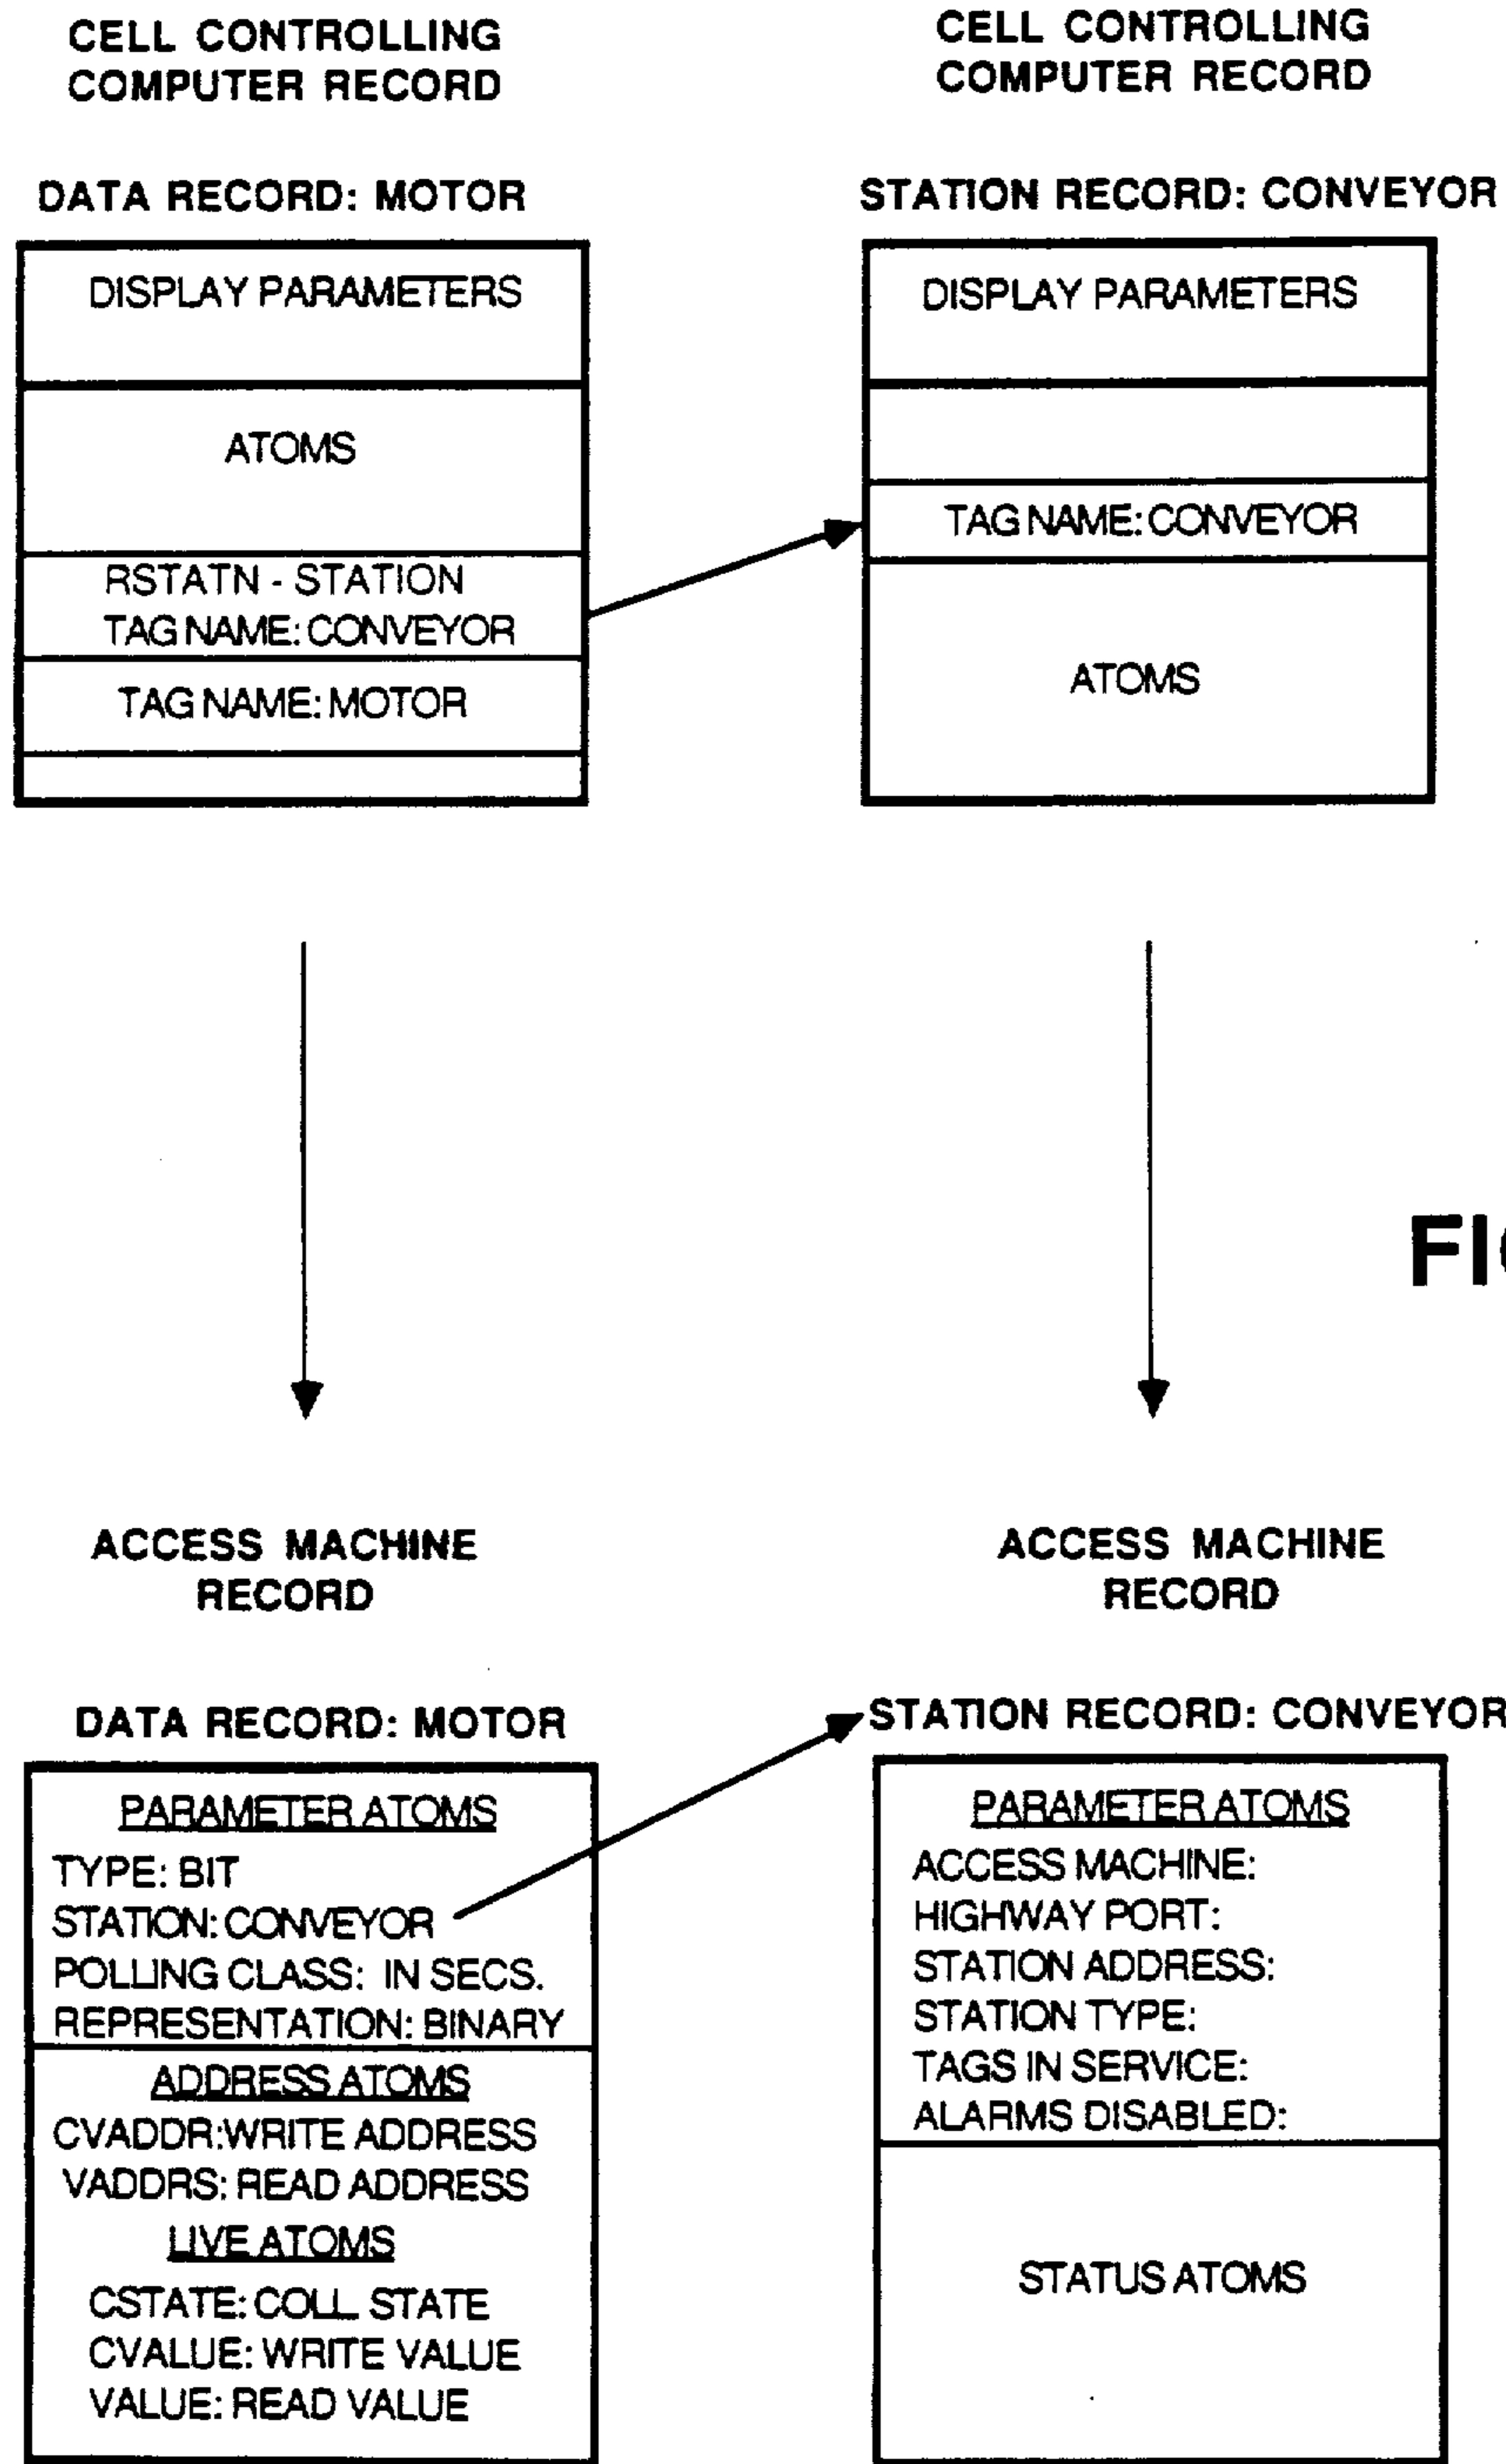 CELL CONTROLLING
COMPUTER RECORD
DATA RECORD: MOTOR
DISPLAY PARAMETERS
ATOMS
RSTATN - STATION
TAG NAME: CONVEYOR
TAG NAME: MOTOR
CELL CONTROLLING
COMPUTER RECORD
STATION RECORD: CONVEYOR
DISPLAY PARAMETERS
TAG NAME: CONVEYOR
ATOMS
ACCESS MACHINE
RECORD
DATA RECORD: MOTOR
PARAMETER ATOMS
TYPE: BIT
STATION: CONVEYOR
POLLING CLASS: IN SECS.
REPRESENTATION: BINARY
ADDRESS ATOMS
CVADDR:WRITE ADDRESS
VADDRS: READ ADDRESS
LIVE ATOMS
CSTATE: COLL STATE
CVALUE: WRITE VALUE
VALUE: READ VALUE
ACCESS MACHINE
RECORD
STATION RECORD: CONVEYOR
PARAMETER ATOMS
ACCESS MACHINE:
HIGHWAY PORT:
STATION ADDRESS:
STATION TYPE:
TAGS IN SERVICE:
ALARMS DISABLED:
STATUS ATOMS